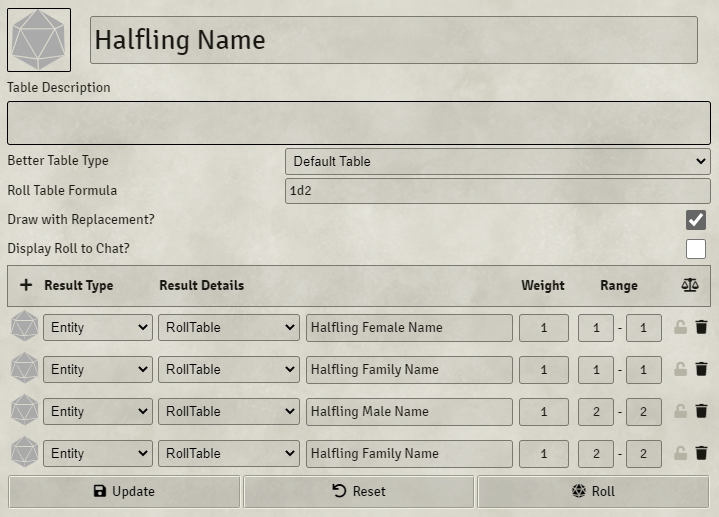 Halfling Name
Table Description
Better Table Type Default Table
Roll Table Formula 1d2
Draw with Replacement?
Display Roll to Chat?
+ Result Type Result Details Weight Range
Entity RollTable Halfling Female Name 1 1 - 1
Entity RollTable Halfling Family Name 1 1 - 1
Entity RollTable Halfling Male Name 1 2 - 2
Entity RollTable Halfling Family Name 1 2 - 2
Update Reset Roll